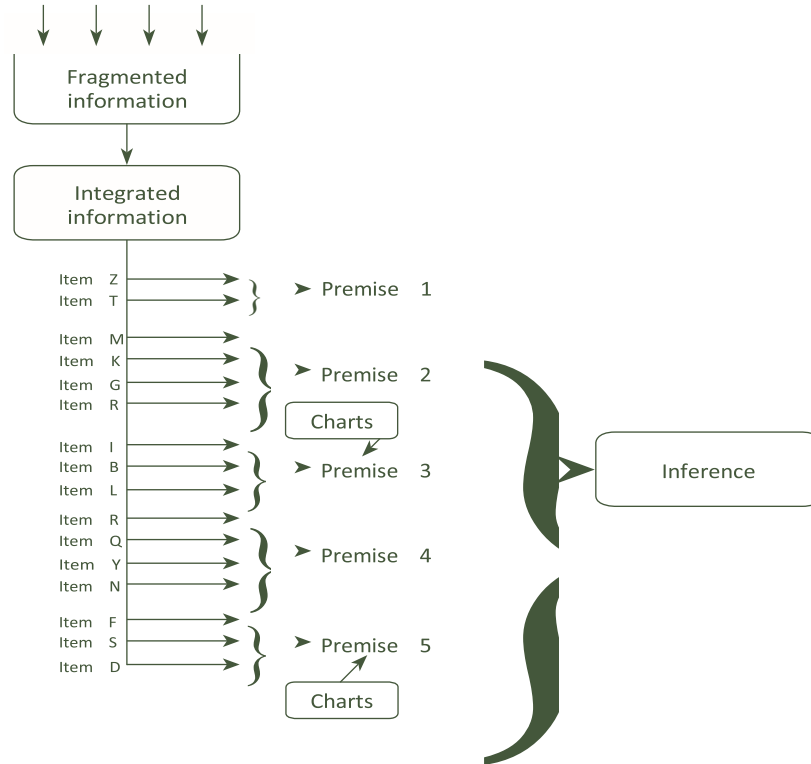 Fragmented
information
Integrated
information
Item Z
Item T
Premise 1
Item M
Item K
Item G
Item R
Premise 2
Charts
Item I
Item B
Item L
Premise 3
Inference
Item R
Item Q
Item Y
Item N
Premise 4
Item F
Item S
Item D
Premise 5
Charts